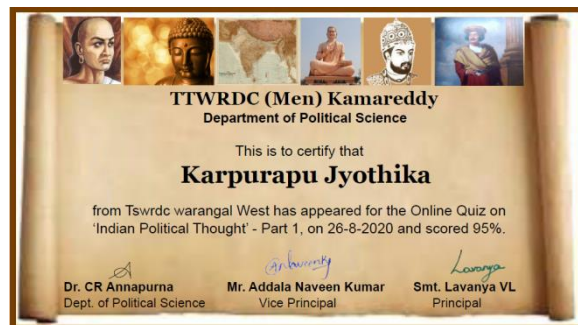 TTWRDC (Men) Kamareddy
Department of Political Science
This is to certify that
Karpurapu Jyothika
from Tswrdc warangal West has appeared for the Online Quiz on
'Indian Political Thought' - Part 1, on 26-8-2020 and scored 95%.
Lavanya
Dr. CR Annapurna Mr. Addala Naveen Kumar Smt. Lavanya VL
Dept. of Political Science Vice Principal Principal